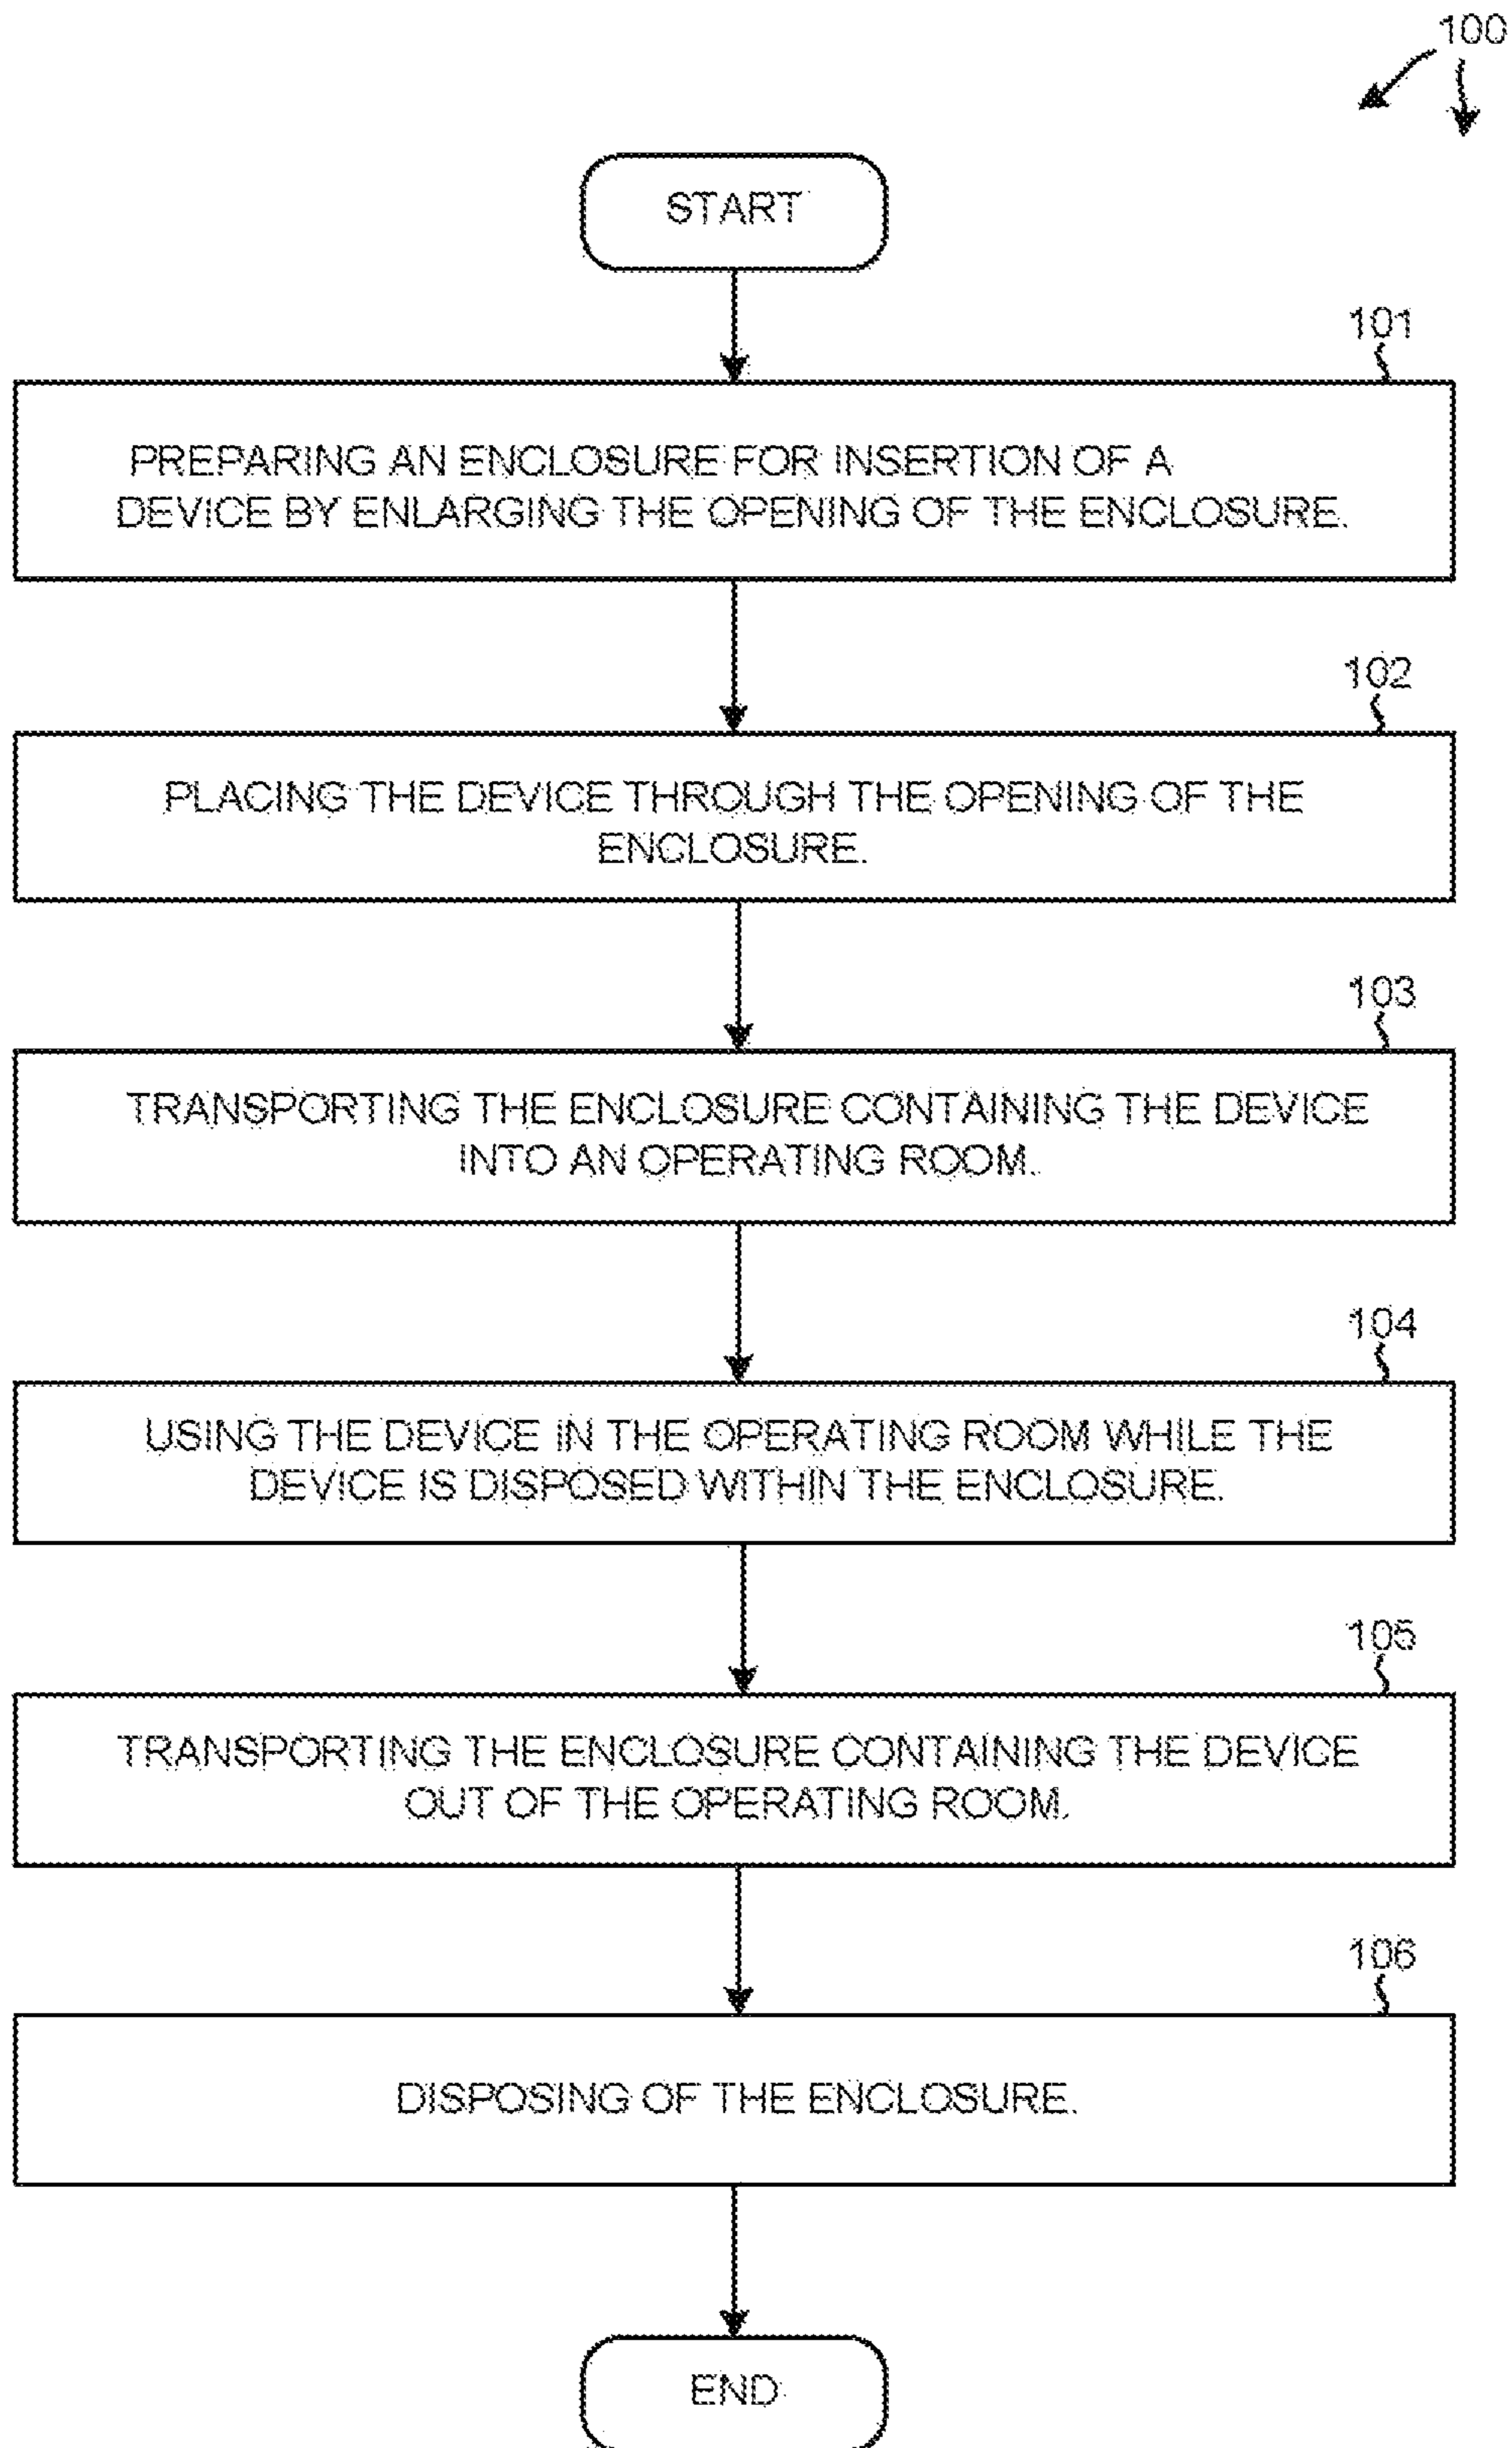 100
START
101
PREPARING AN ENCLOSURE FOR INSERTION OF A
DEVICE BY ENLARGING THE OPENING OF THE ENCLOSURE.
102
PLACING THE DEVICE THROUGH THE OPENING OF THE
ENCLOSURE.
103
TRANSPORTING THE ENCLOSURE CONTAINING THE DEVICE
INTO AN OPERATING ROOM.
104
USING THE DEVICE IN THE OPERATING ROOM WHILE THE
DEVICE IS DISPOSED WITHIN THE ENCLOSURE.
105
TRANSPORTING THE ENCLOSURE CONTAINING THE DEVICE
OUT OF THE OPERATING ROOM.
106
DISPOSING OF THE ENCLOSURE.
END